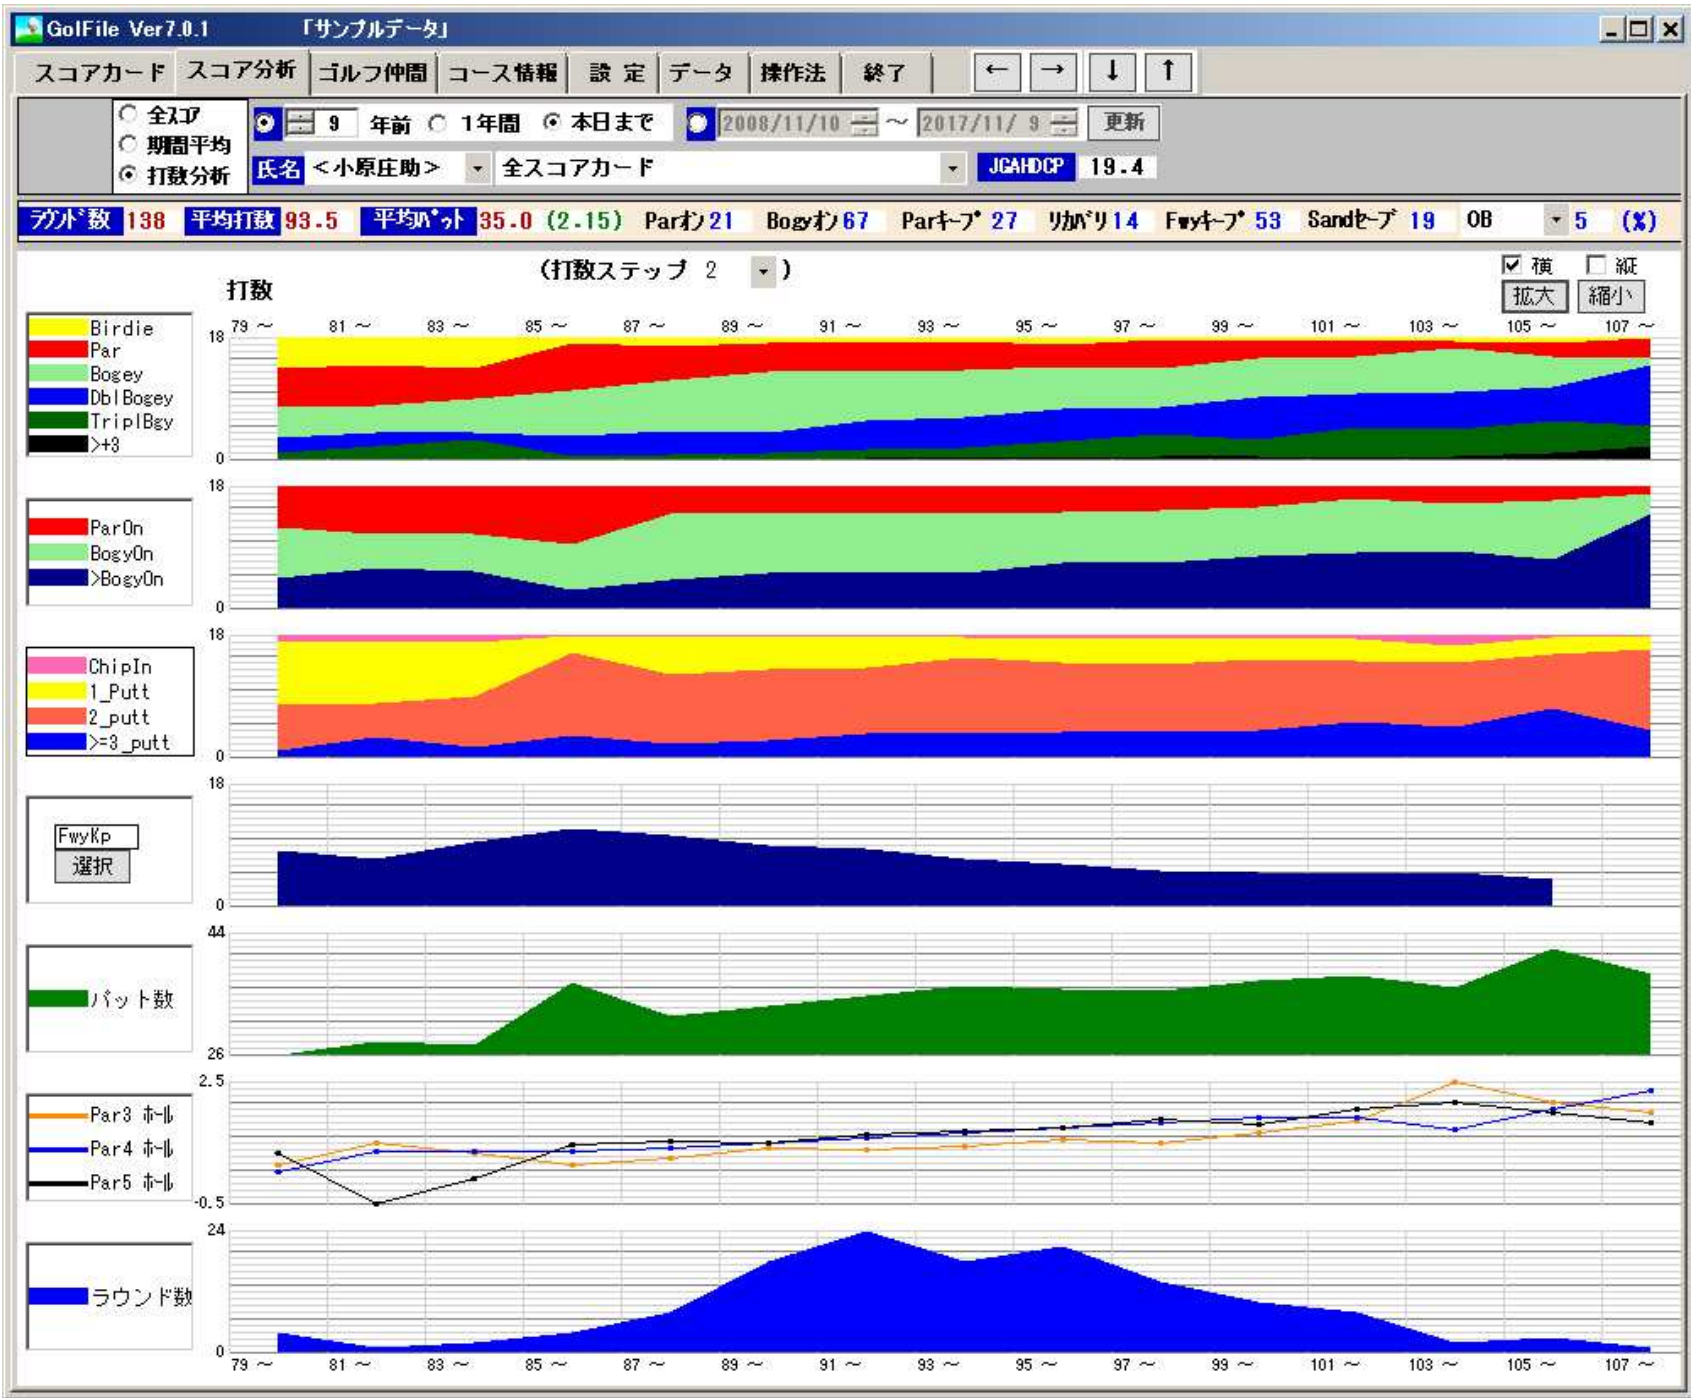 GolFile Ver7.0.1 「サンプルデータ」
スコアカード スコア分析 ゴルフ仲間 コース情報 設 定 データ 操作法 終了 ← → ↓ ↑
全スコア
期間平均
打数分析
9 年前 1年間 本日まで 2008/11/10 ～ 2017/11/ 9 更新
氏名 <小原庄助> 全スコアカード JGAHDCP 19.4
ラウンド数 138 平均打数 93.5 平均パット 35.0 (2.15) Parオン 21 Bogyオン 67 Parキープ 27 リカバリ 14 Fwyキープ 53 Sandセーブ 19 OB 5 (%)
(打数ステップ 2 )
横 縦
拡大 縮小
打数
79 ～ 81 ～ 83 ～ 85 ～ 87 ～ 89 ～ 91 ～ 93 ～ 95 ～ 97 ～ 99 ～ 101 ～ 103 ～ 105 ～ 107 ～
18
Birdie
Par
Bogey
DblBogey
TriplBgy
>+3
0
18
ParOn
BogyOn
>BogyOn
0
18
ChipIn
1_Putt
2_putt
>=3_putt
0
18
FwyKp
選択
0
44
パット数
26
2.5
Par3 ホール
Par4 ホール
Par5 ホール
-0.5
24
ラウンド数
0
79 ～ 81 ～ 83 ～ 85 ～ 87 ～ 89 ～ 91 ～ 93 ～ 95 ～ 97 ～ 99 ～ 101 ～ 103 ～ 105 ～ 107 ～